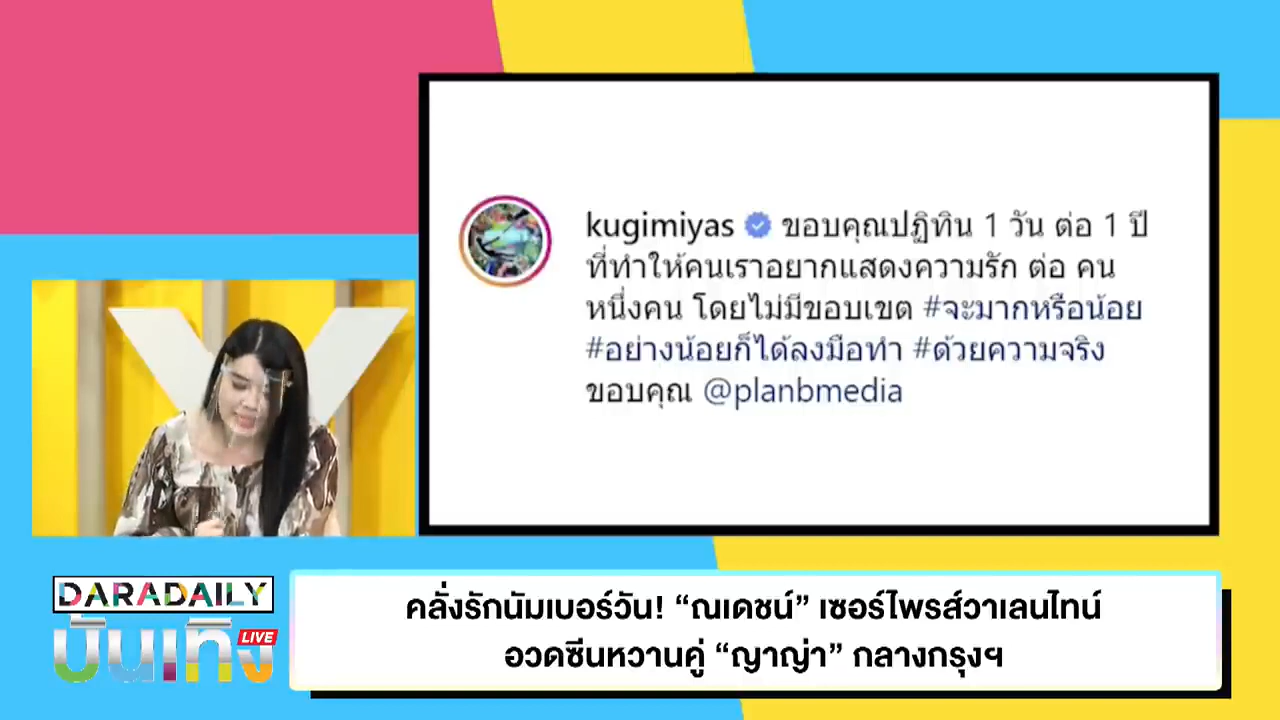 kugimiyas ขอบคุณปฏิทิน 1 วัน ต่อ 1 ปี
ที่ทำให้คนเราอยากแสดงความรัก ต่อ คน
หนึ่งคน โดยไม่มีขอบเขต #จะมากหรือน้อย
#อย่างน้อยก็ได้ลงมือทำ #ด้วยความจริง
ขอบคุณ @planbmedia
DARADAILY
บันเทิง LIVE
คลั่งรักนัมเบอร์วัน! “ณเดชน์” เซอร์ไพรส์วาเลนไทน์
อวดซีนหวานคู่ “ญาญ่า” กลางกรุงฯ